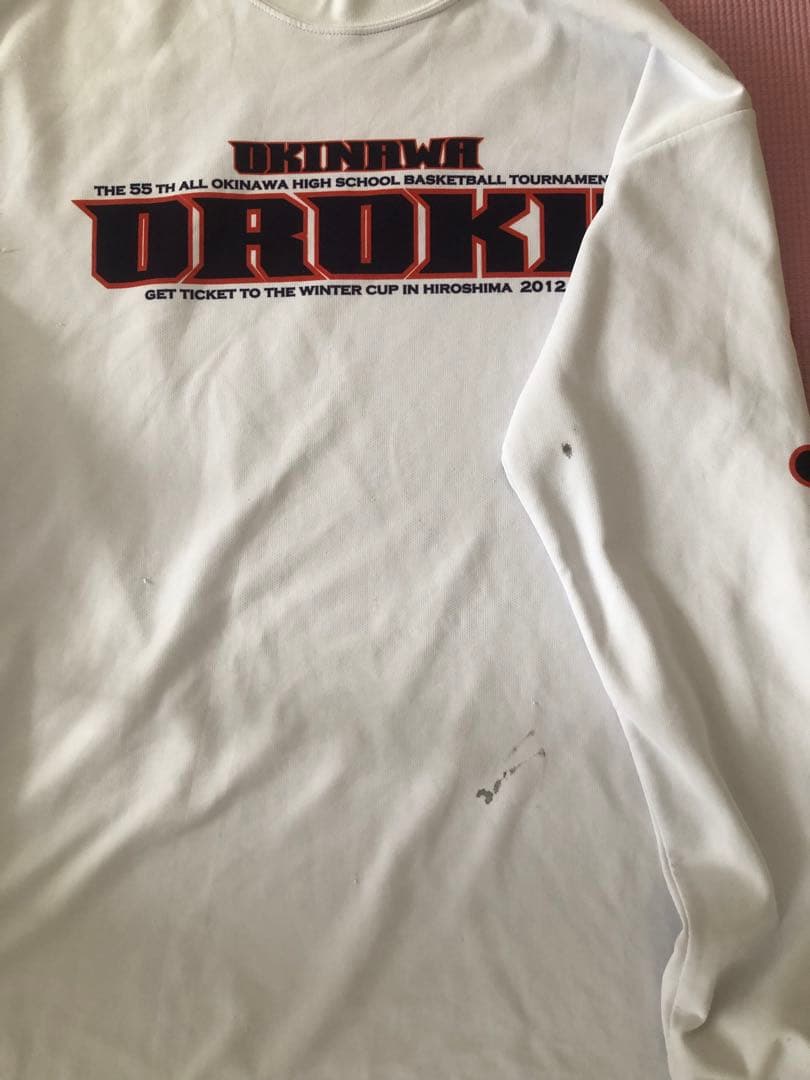 OKINAWA
THE 55 TH ALL OKINAWA HIGH SCHOOL BASKETBALL TOURNAMEN
OROKU
GET TICKET TO THE WINTER CUP IN HIROSHIMA 2012